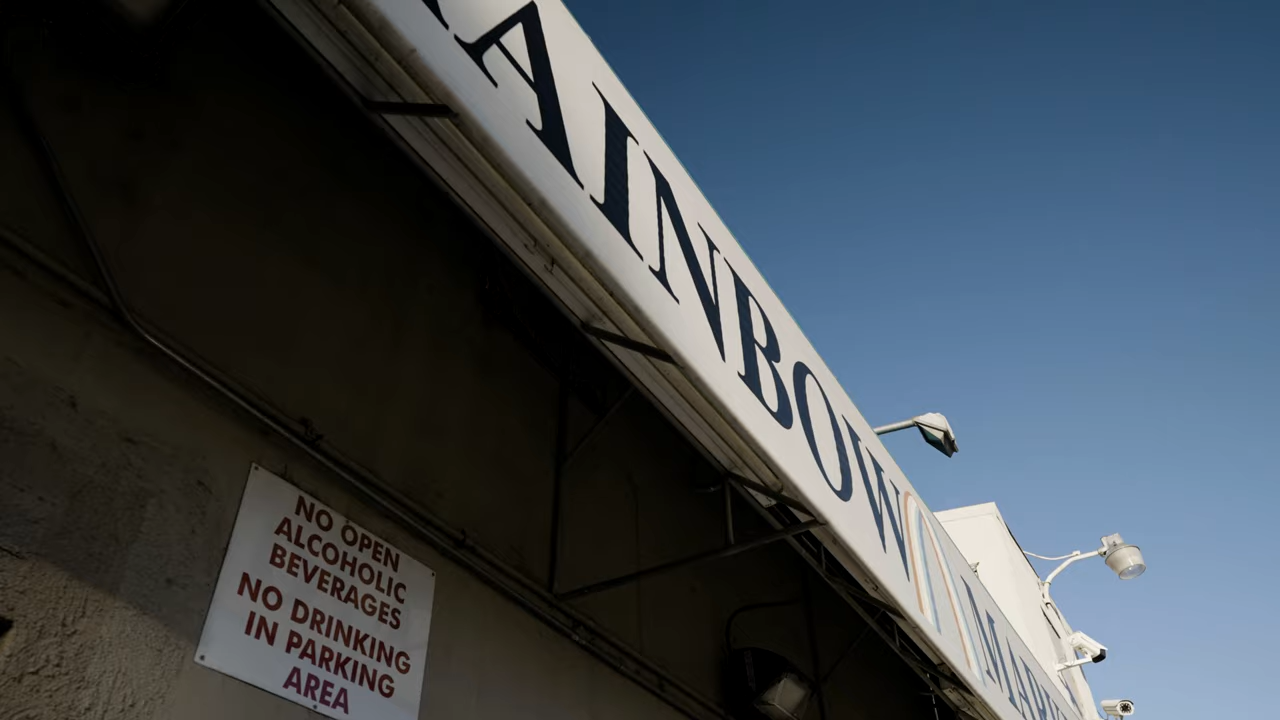 AINBOW
NO OPEN
ALCOHOLIC
BEVERAGES
NO DRINKING
IN PARKING
AREA